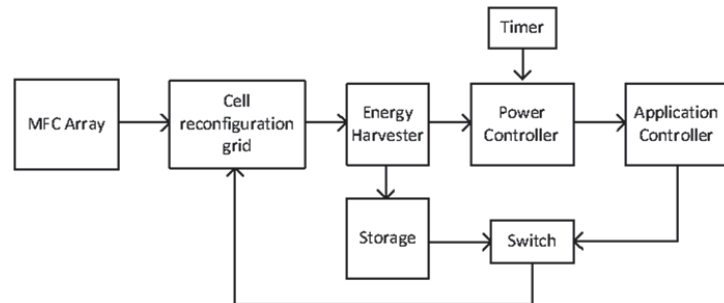 Timer
MFC Array
Cell
reconfiguration
grid
Energy
Harvester
Power
Controller
Application
Controller
Storage
Switch